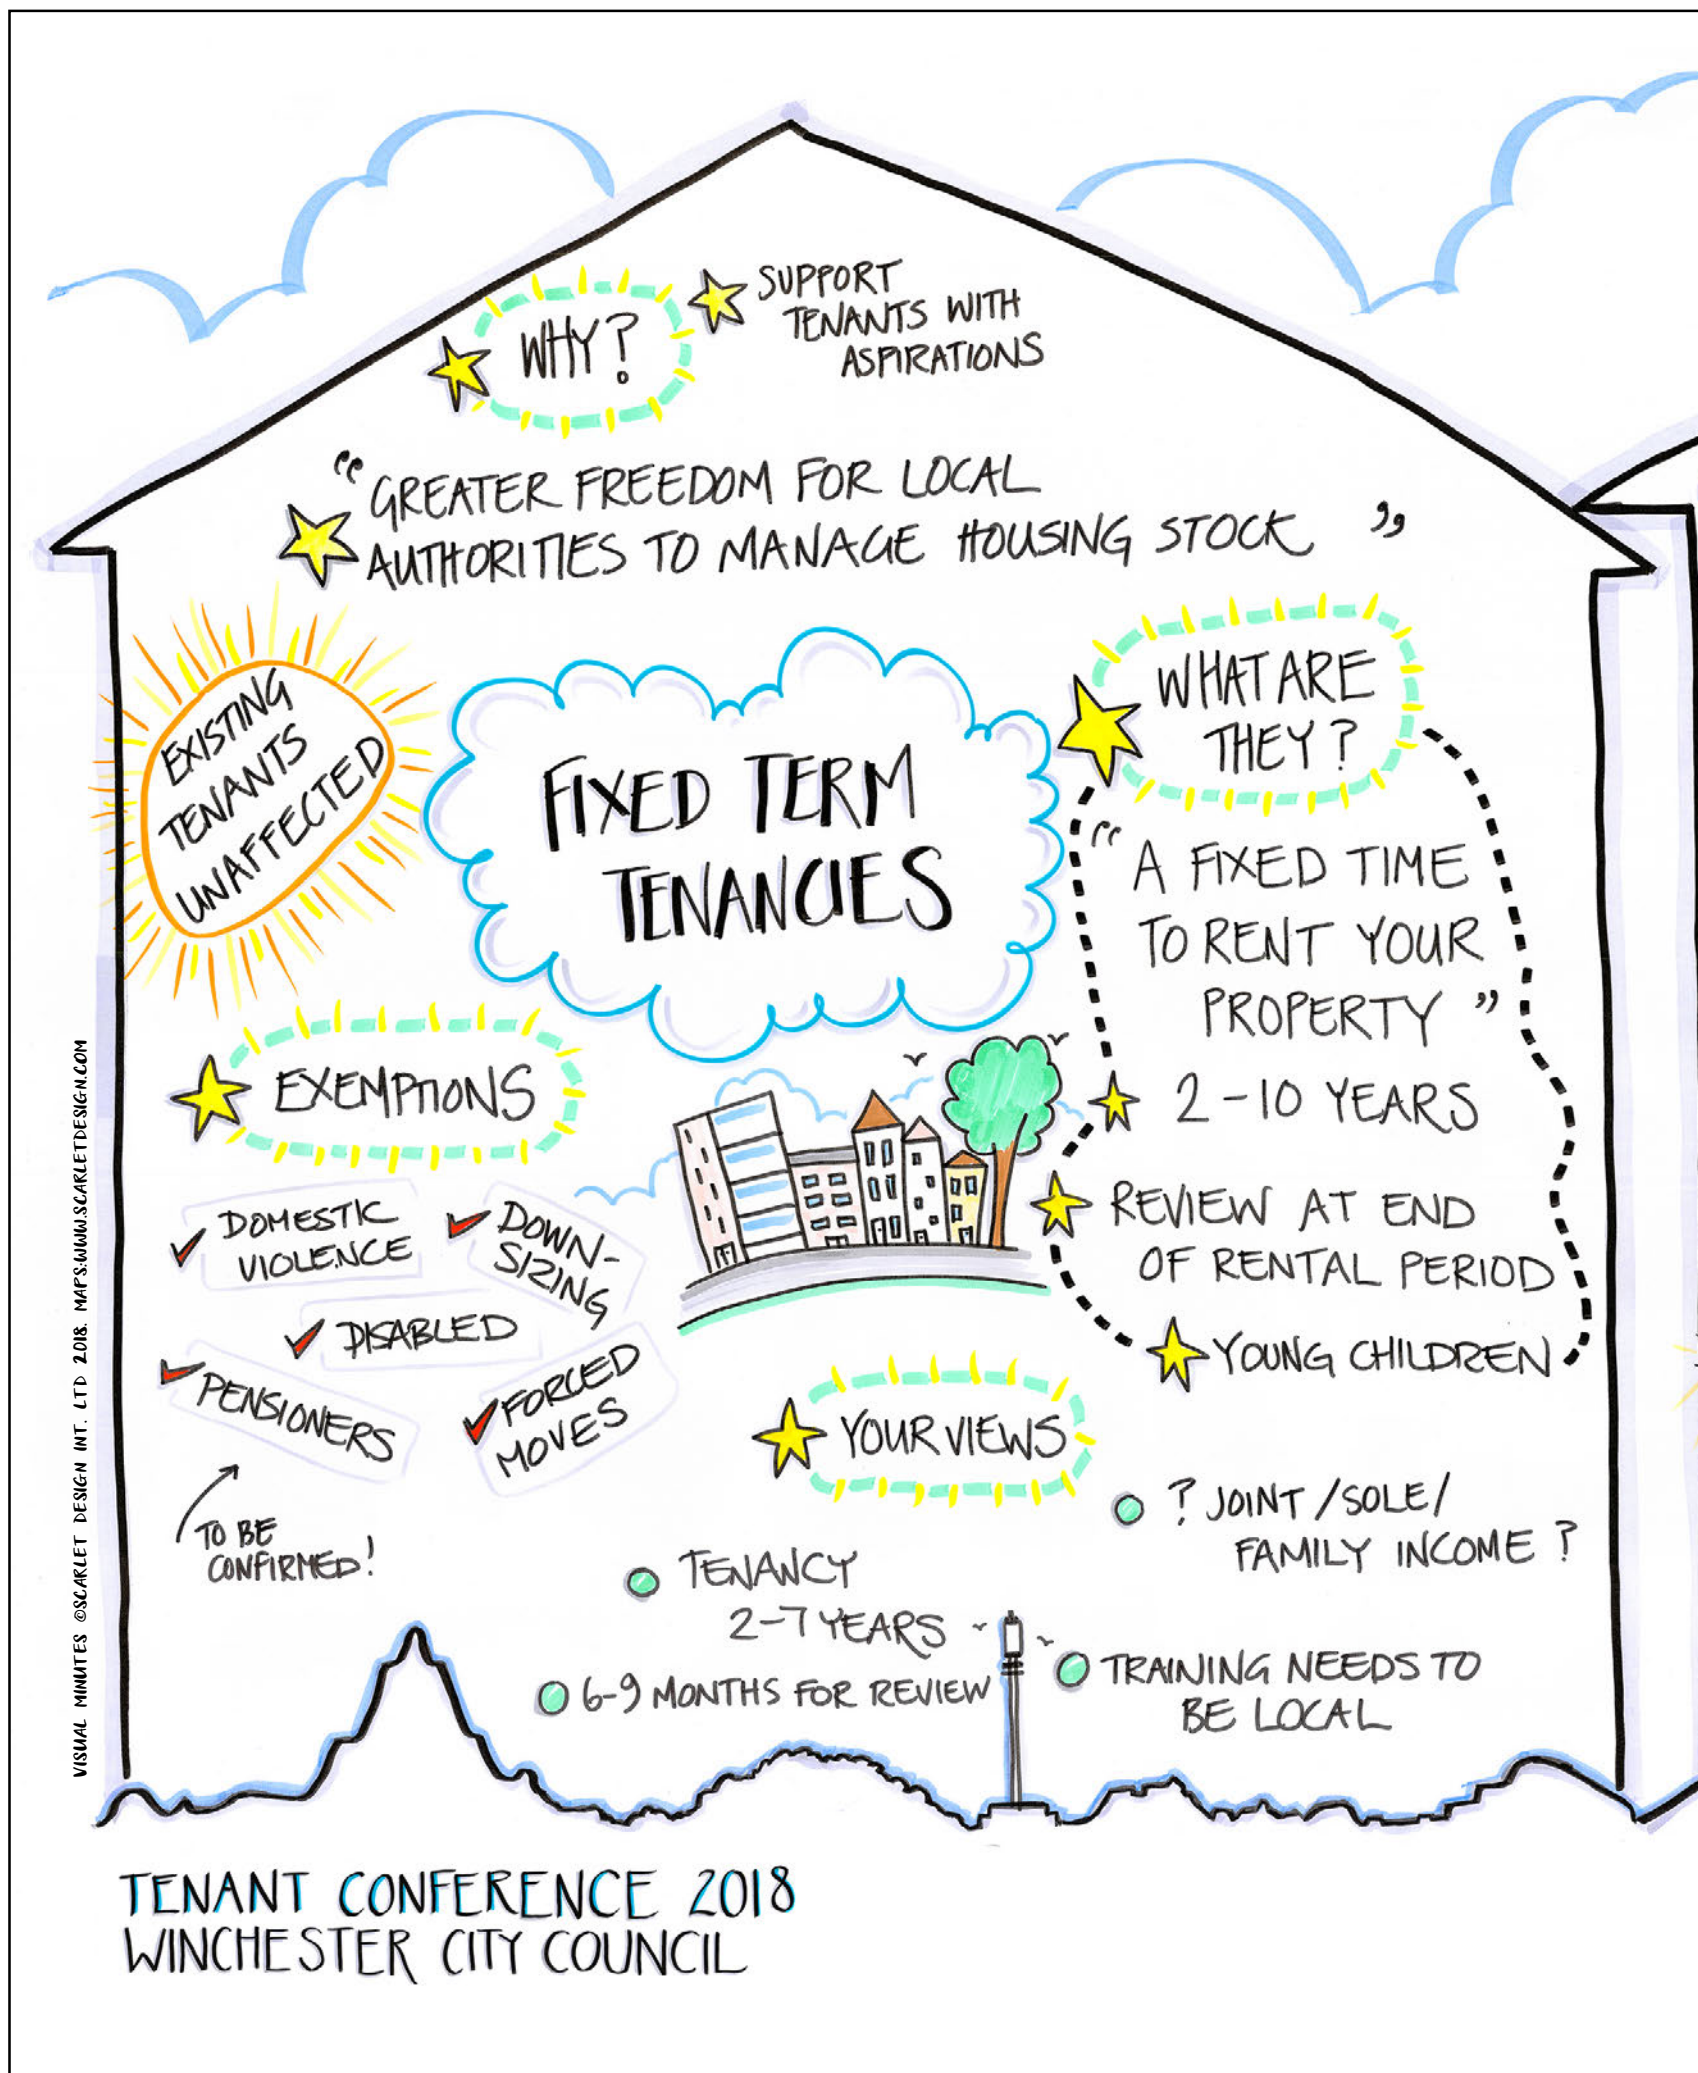 WHY?
SUPPORT
TENANTS WITH
ASPIRATIONS
“GREATER FREEDOM FOR LOCAL
AUTHORITIES TO MANAGE HOUSING STOCK”
EXISTING
TENANTS
UNAFFECTED
FIXED TERM
TENANCIES
WHAT ARE
THEY?
“A FIXED TIME
TO RENT YOUR
PROPERTY”
2-10 YEARS
REVIEW AT END
OF RENTAL PERIOD
YOUNG CHILDREN
EXEMPTIONS
DOMESTIC
VIOLENCE
DOWN-
SIZING
DISABLED
PENSIONERS
FORCED
MOVES
TO BE
CONFIRMED!
YOUR VIEWS
? JOINT/SOLE/
FAMILY INCOME?
TENANCY
2-7 YEARS
6-9 MONTHS FOR REVIEW
TRAINING NEEDS TO
BE LOCAL
VISUAL MINUTES ©SCARLET DESIGN INT. LTD 2018. MAPS:WWW.SCARLETDESIGN.COM
TENANT CONFERENCE 2018
WINCHESTER CITY COUNCIL